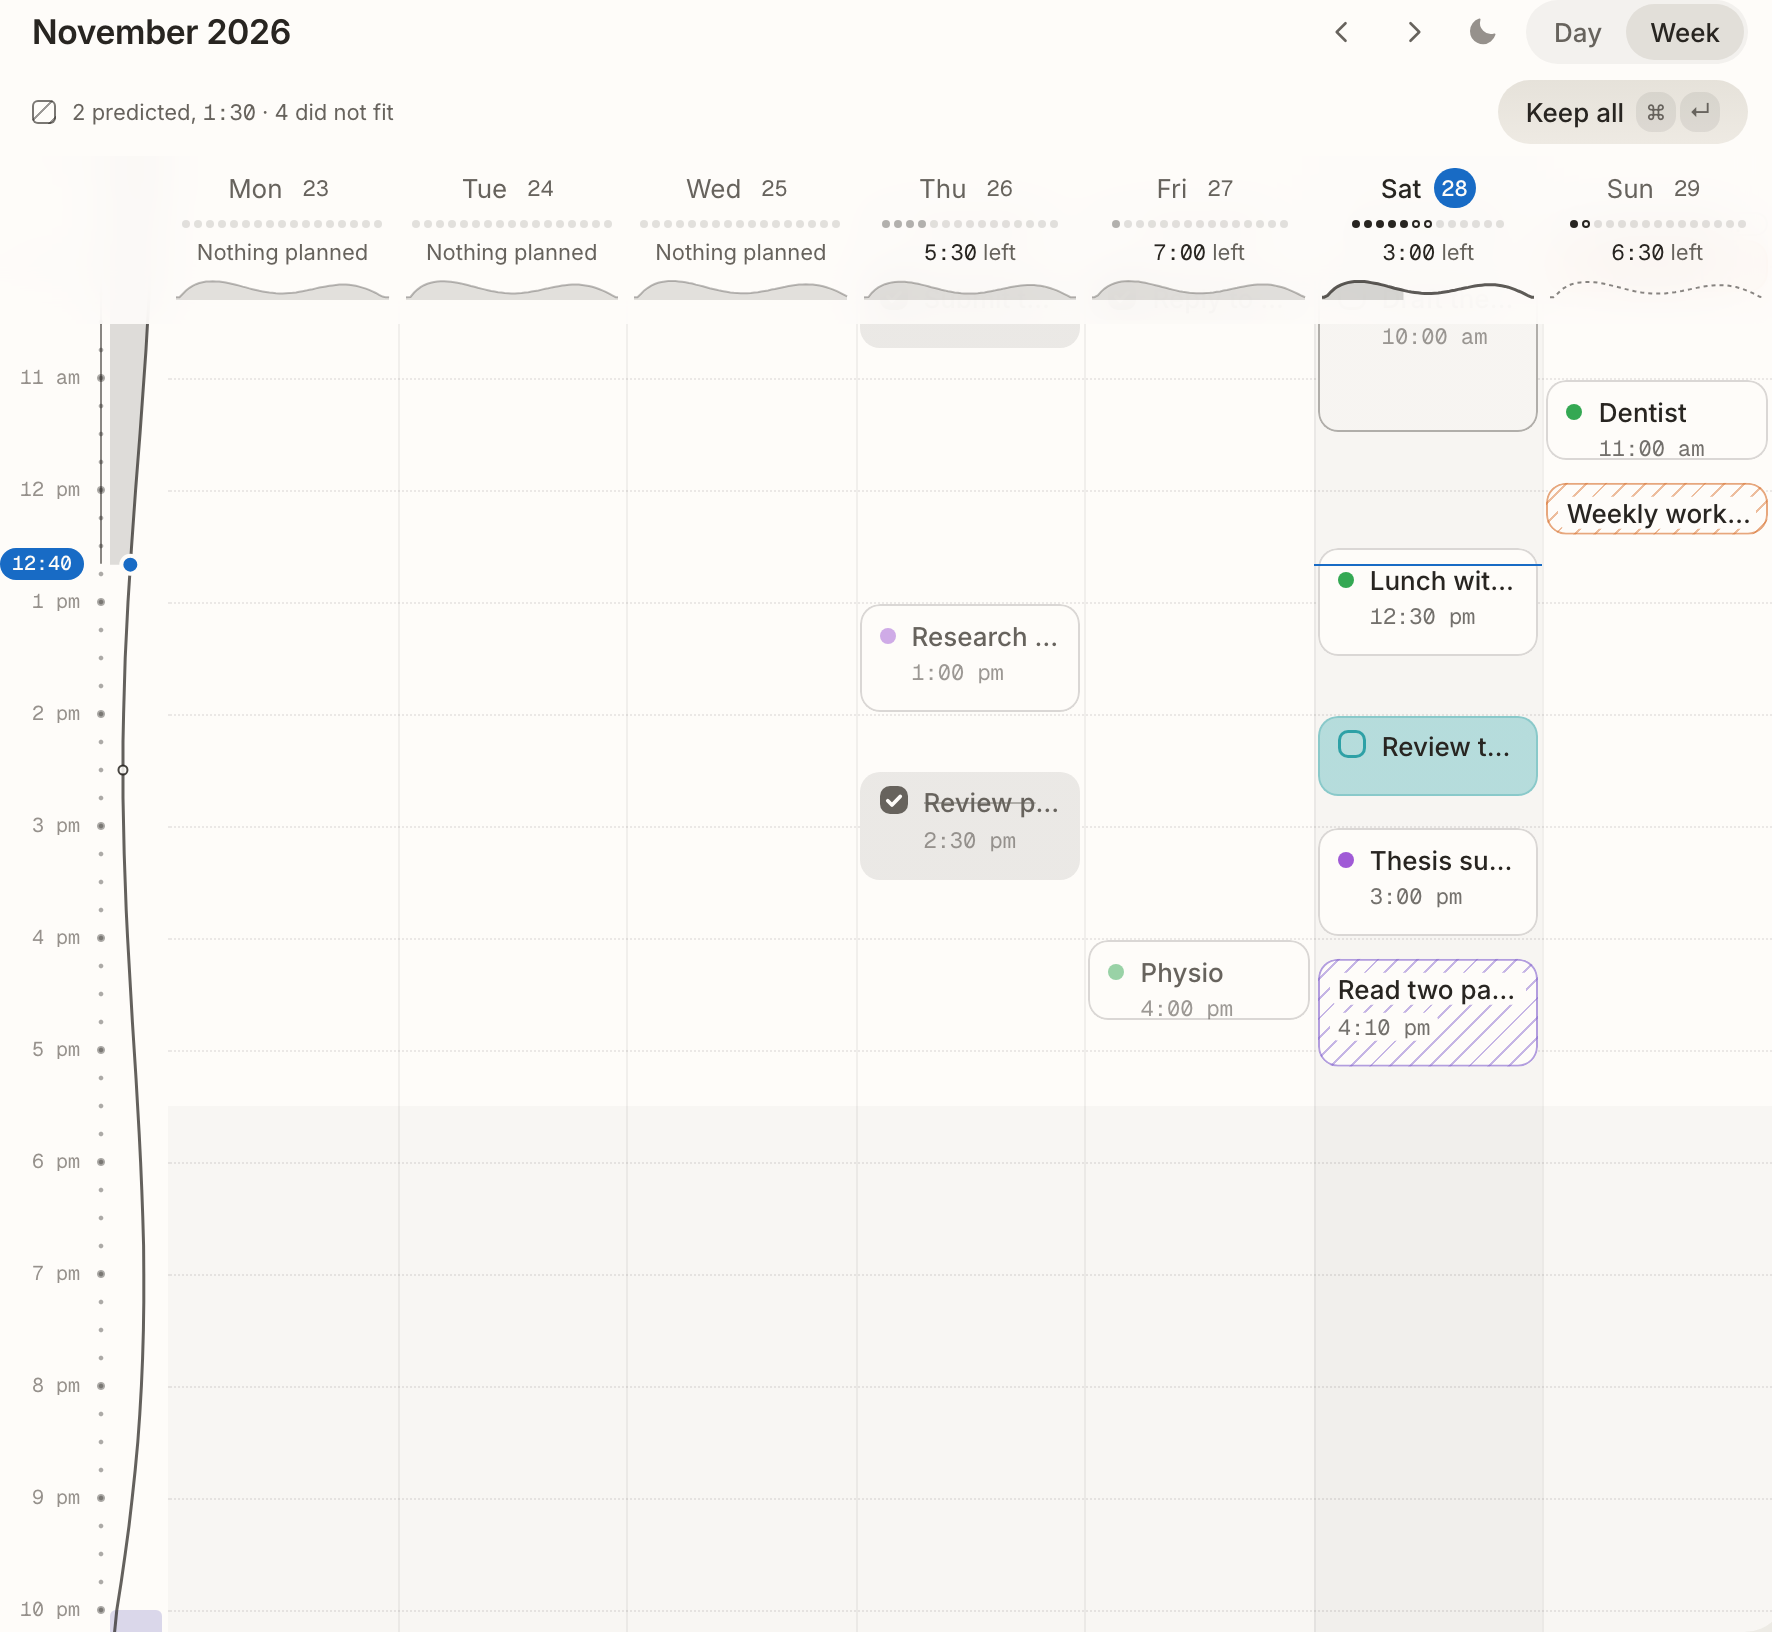 November 2026
Day
Week
2 predicted, 1:30 · 4 did not fit
Keep all ⌘ ↵
Mon 23
Tue 24
Wed 25
Thu 26
Fri 27
Sat 28
Sun 29
Nothing planned
Nothing planned
Nothing planned
5:30 left
7:00 left
3:00 left
6:30 left
10:00 am
11 am
Dentist
11:00 am
12 pm
Weekly work...
12:40
Lunch wit...
12:30 pm
1 pm
Research ...
1:00 pm
2 pm
Review t...
Review p...
2:30 pm
3 pm
Thesis su...
3:00 pm
4 pm
Physio
4:00 pm
Read two pa...
4:10 pm
5 pm
6 pm
7 pm
8 pm
9 pm
10 pm